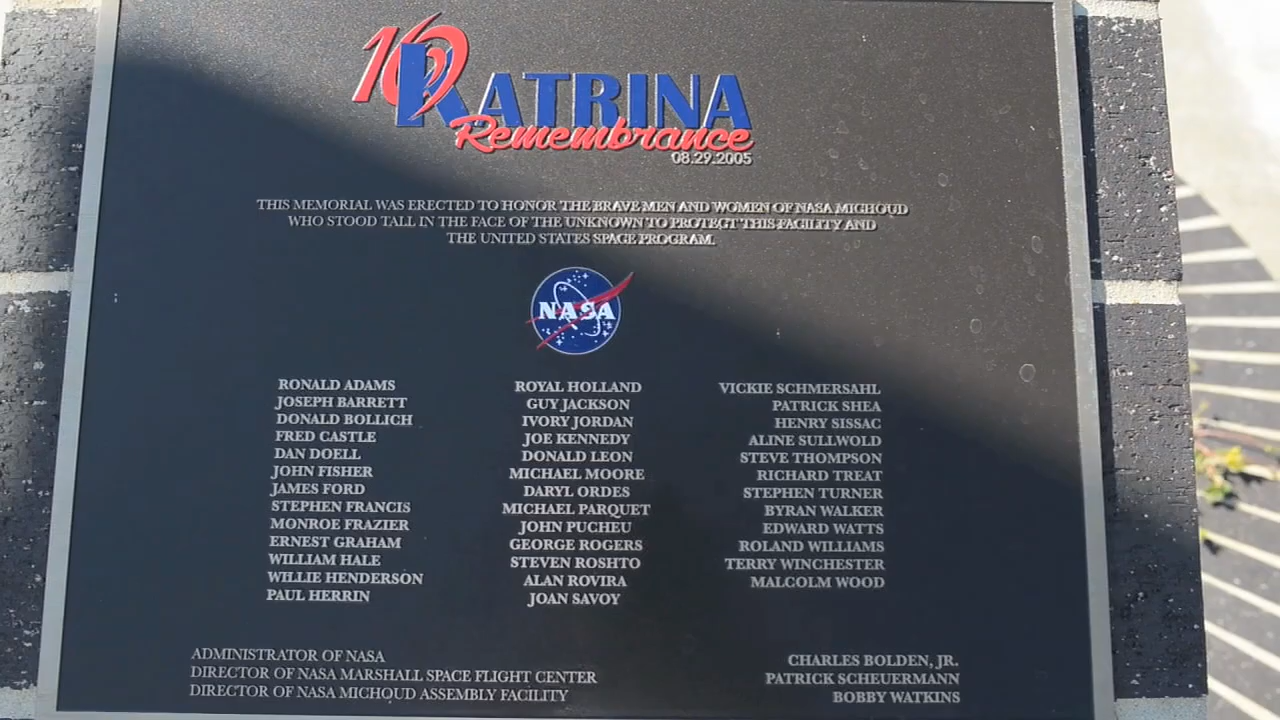 10 KATRINA
Remembrance
08.29.2005
THIS MEMORIAL WAS ERECTED TO HONOR THE BRAVE MEN AND WOMEN OF NASA MICHOUD
WHO STOOD TALL IN THE FACE OF THE UNKNOWN TO PROTECT THIS FACILITY AND
THE UNITED STATES SPACE PROGRAM.
NASA
RONALD ADAMS
JOSEPH BARRETT
DONALD BOLLICH
FRED CASTLE
DAN DOELL
JOHN FISHER
JAMES FORD
STEPHEN FRANCIS
MONROE FRAZIER
ERNEST GRAHAM
WILLIAM HALE
WILLIE HENDERSON
PAUL HERRIN
ROYAL HOLLAND
GUY JACKSON
IVORY JORDAN
JOE KENNEDY
DONALD LEON
MICHAEL MOORE
DARYL ORDES
MICHAEL PARQUET
JOHN PUCHEU
GEORGE ROGERS
STEVEN ROSHTO
ALAN ROVIRA
JOAN SAVOY
VICKIE SCHMERSAHL
PATRICK SHEA
HENRY SISSAC
ALINE SULLWOLD
STEVE THOMPSON
RICHARD TREAT
STEPHEN TURNER
BYRAN WALKER
EDWARD WATTS
ROLAND WILLIAMS
TERRY WINCHESTER
MALCOLM WOOD
ADMINISTRATOR OF NASA
DIRECTOR OF NASA MARSHALL SPACE FLIGHT CENTER
DIRECTOR OF NASA MICHOUD ASSEMBLY FACILITY
CHARLES BOLDEN, JR.
PATRICK SCHEUERMANN
BOBBY WATKINS